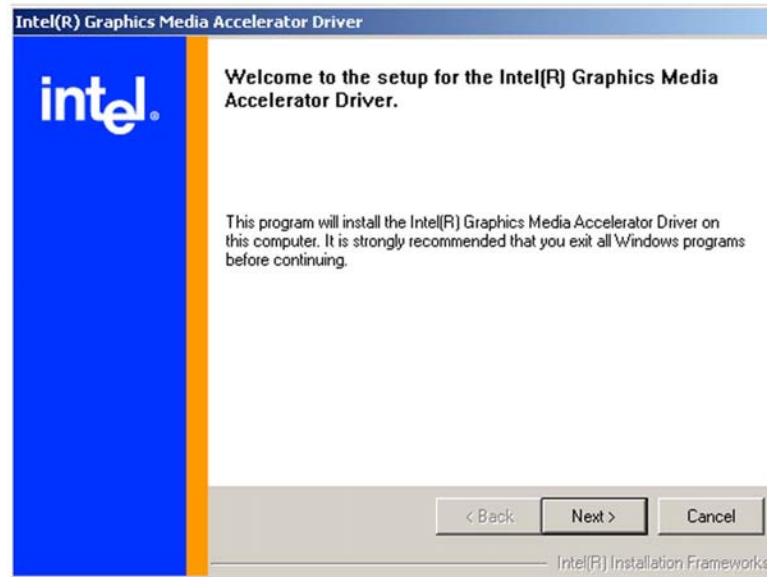 Intel(R) Graphics Media Accelerator Driver
intel®
Welcome to the setup for the Intel(R) Graphics Media
Accelerator Driver.
This program will install the Intel(R) Graphics Media Accelerator Driver on
this computer. It is strongly recommended that you exit all Windows programs
before continuing.
< Back
Next >
Cancel
Intel(R) Installation Frameworks